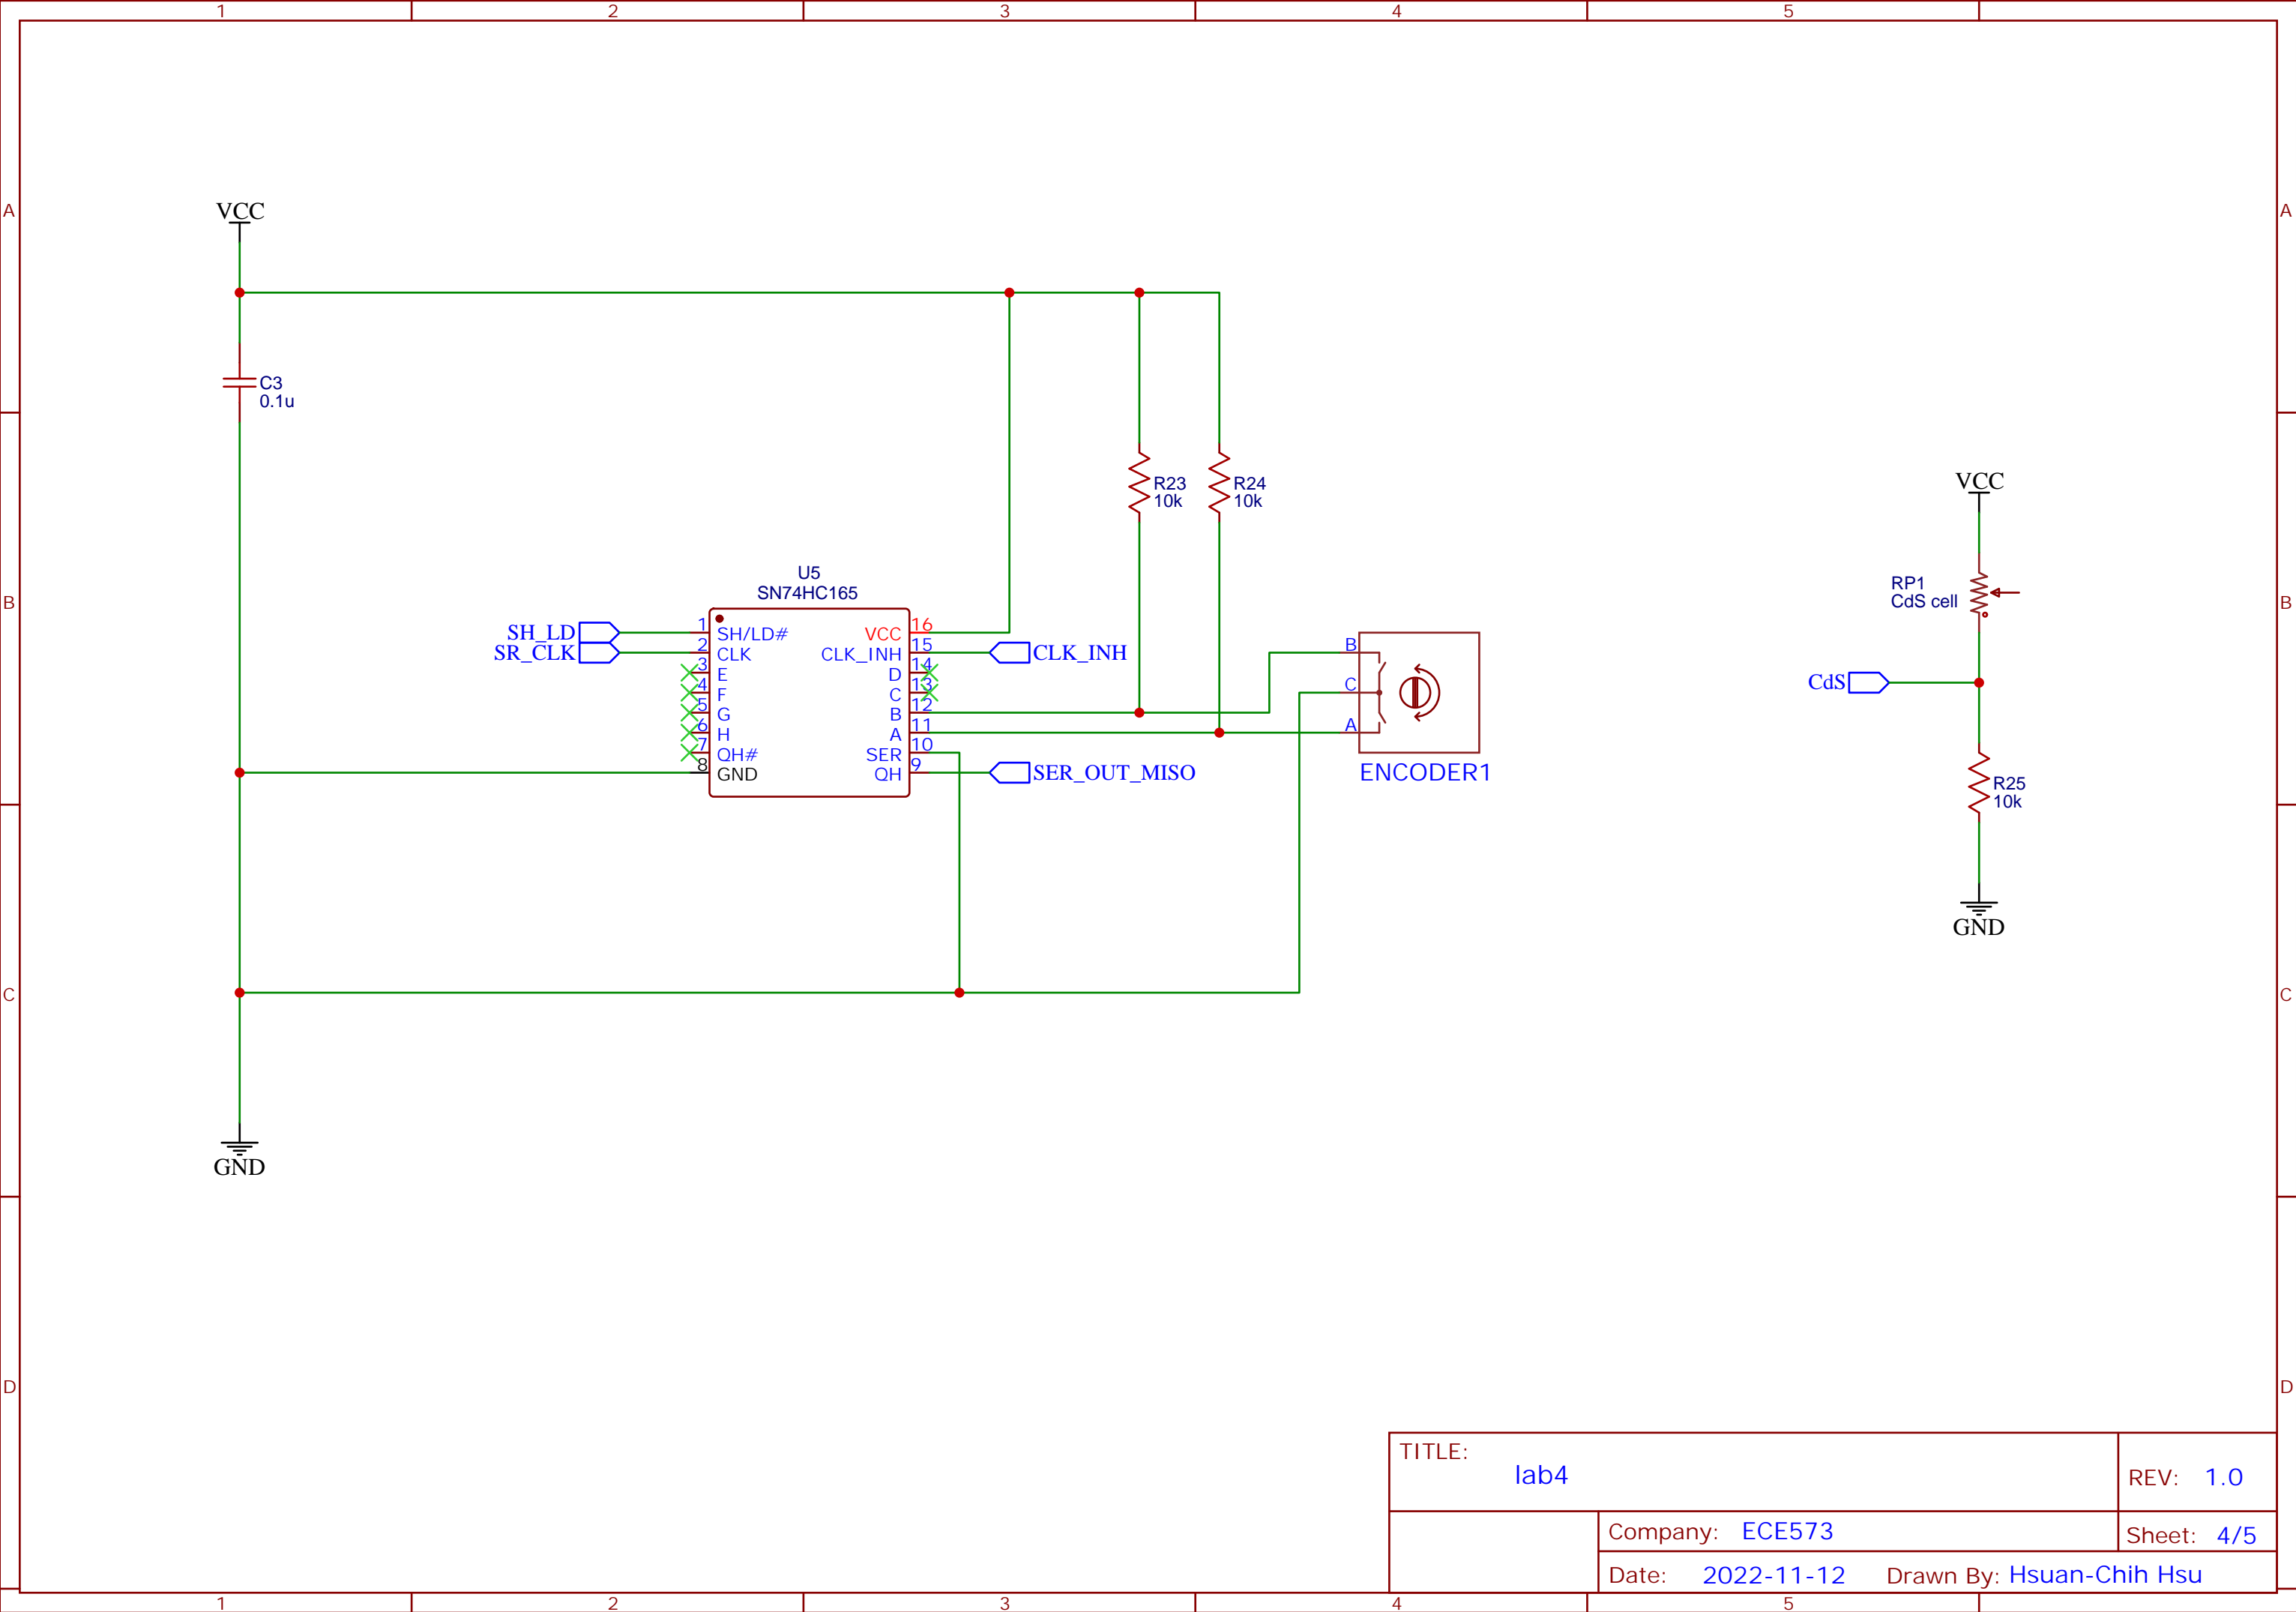 1 2 3 4 5
A A
VCC
C3
0.1u
R23
10k
R24
10k
VCC
U5
SN74HC165
RP1
CdS cell
B B
SH_LD 1 SH/LD# VCC 16
SR_CLK 2 CLK CLK_INH 15 CLK_INH
3 E D 14
4 F C 13
5 G B 12
6 H A 11
7 QH# SER 10
8 GND QH 9 SER_OUT_MISO
B
C
A
ENCODER1
CdS
R25
10k
GND
C C
GND
D D
TITLE:
lab4
REV: 1.0
Company: ECE573
Sheet: 4/5
Date: 2022-11-12 Drawn By: Hsuan-Chih Hsu
1 2 3 4 5